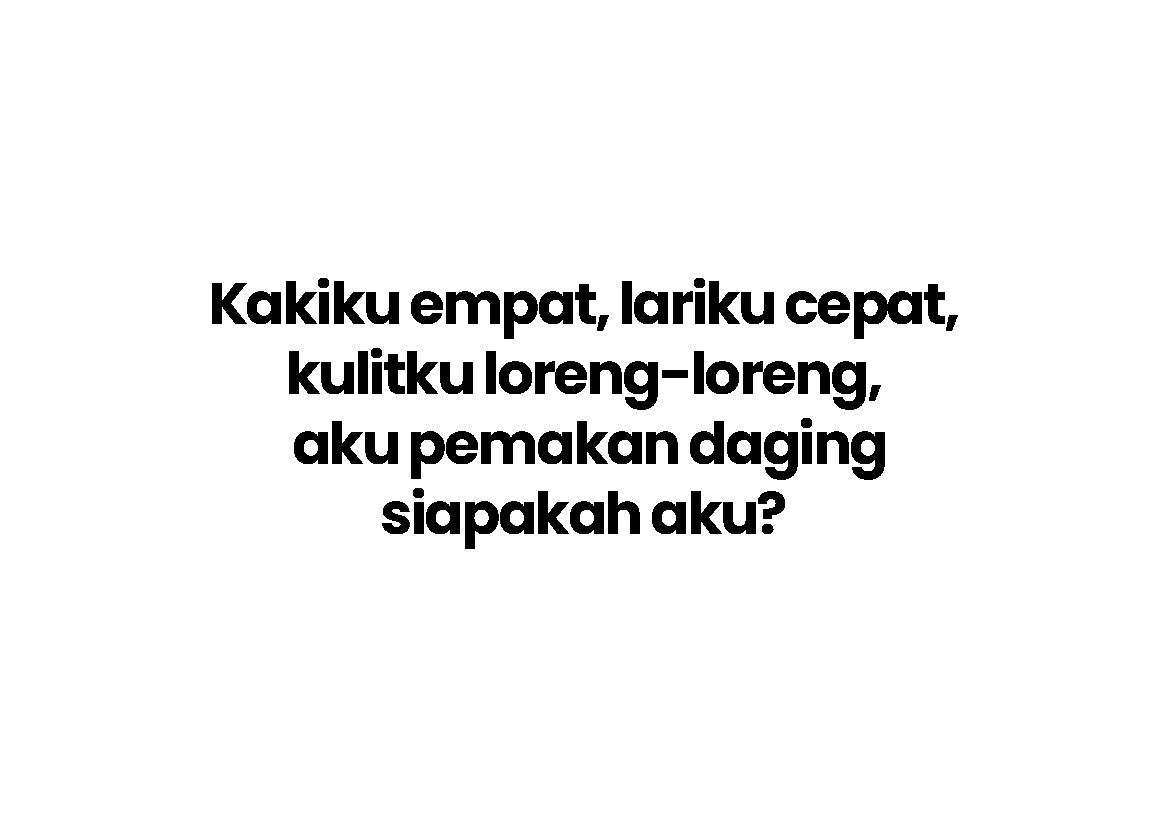 Kakiku empat, lariku cepat,
kulitku loreng-loreng,
aku pemakan daging
siapakah aku?